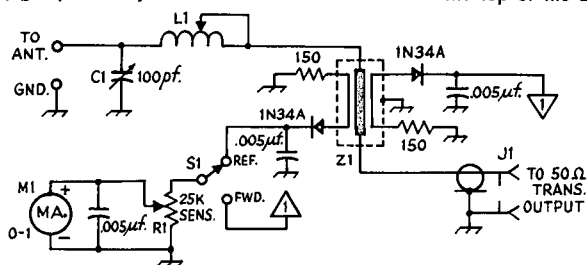 L1
TO
ANT.
GND.
C1
100pf.
150
1N34A
.005µf.
1
1N34A
.005µf.
Z1
150
S1
REF.
FWD.
1
M1
+
MA.
-
0-1
.005µf.
25K
SENS.
R1
J1
TO 50Ω
TRANS.
OUTPUT